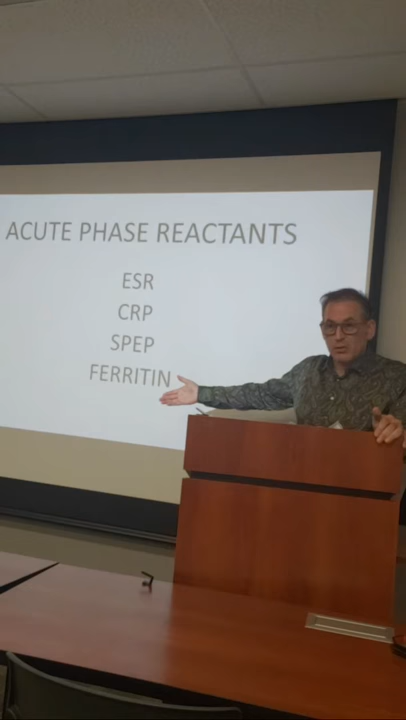 ACUTE PHASE REACTANTS
ESR
CRP
SPEP
FERRITIN